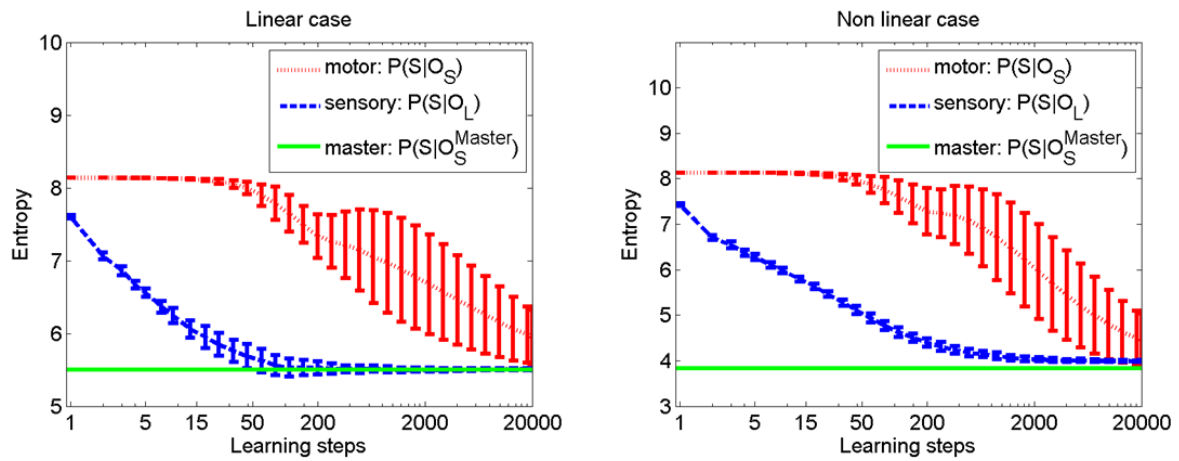 Linear case
10
9
8
7
6
5
Entropy
motor: P(S|O_S)
sensory: P(S|O_L)
master: P(S|O_S^Master)
1 5 15 50 200 2000 20000
Learning steps
Non linear case
10
9
8
7
6
5
4
3
Entropy
motor: P(S|O_S)
sensory: P(S|O_L)
master: P(S|O_S^Master)
1 5 15 50 200 2000 20000
Learning steps